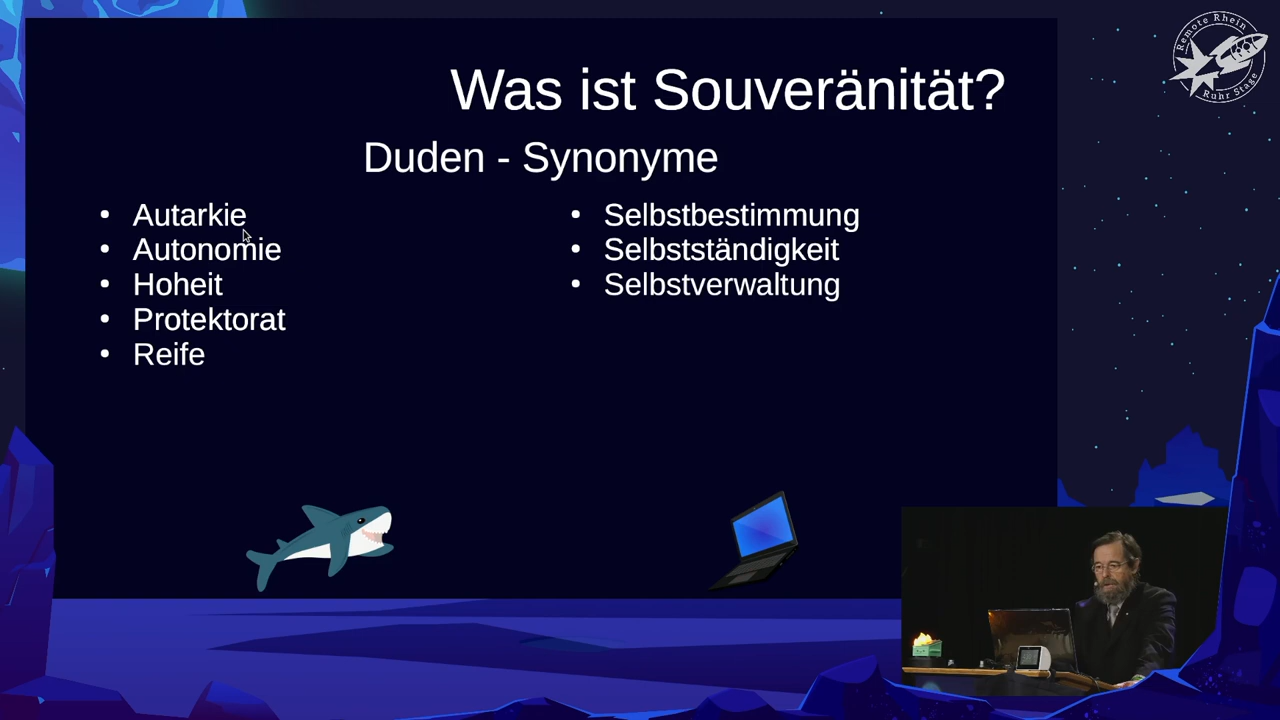 Was ist Souveränität?
Duden - Synonyme
• Autarkie
• Autonomie
• Hoheit
• Protektorat
• Reife
• Selbstbestimmung
• Selbstständigkeit
• Selbstverwaltung
Remote Rhein
Ruhr Stage